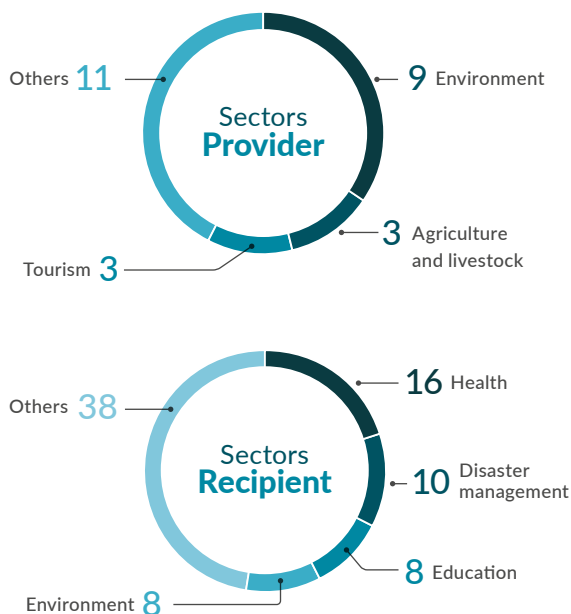 Others 11
9 Environment
Sectors
Provider
3 Agriculture
and livestock
Tourism 3
16 Health
Others 38
Sectors
Recipient
10 Disaster
management
8 Education
Environment 8